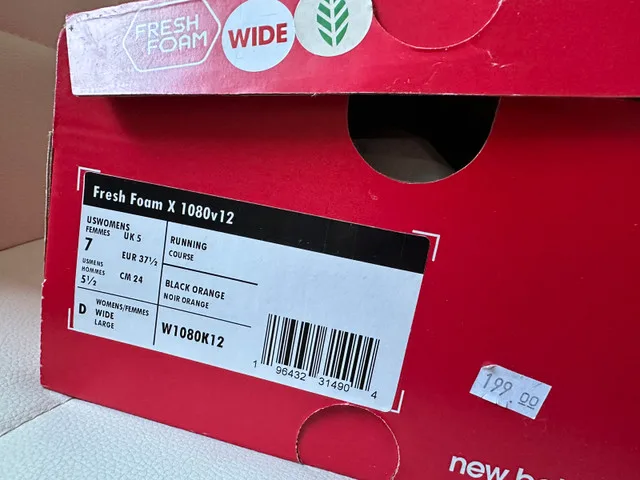 FRESH
FOAM
WIDE
Fresh Foam X 1080v12
USWOMENS
FEMMES
7
UK 5
EUR 37½
USMENS
HOMMES
5½
CM 24
D
WOMENS/FEMMES
WIDE
LARGE
RUNNING
COURSE
BLACK ORANGE
NOIR ORANGE
W1080K12
1 96432 31490 4
199.00
new